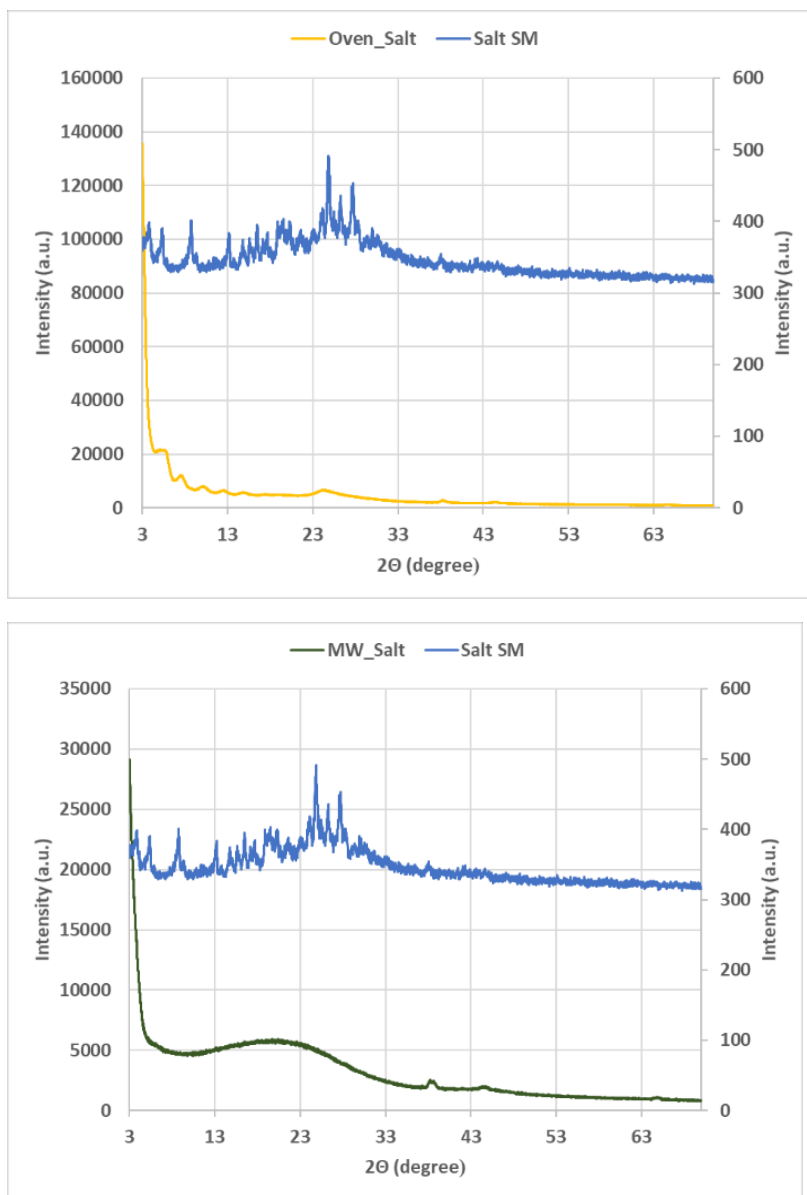 Oven_Salt Salt SM
160000 600
140000 500
120000
100000 400
80000 300
60000
200
40000
20000 100
0 0
Intensity (a.u.)
Intensity (a.u.)
3 13 23 33 43 53 63
2Θ (degree)
MW_Salt Salt SM
35000 600
30000 500
25000
400
20000
300
15000
200
10000
5000 100
0 0
Intensity (a.u.)
Intensity (a.u.)
3 13 23 33 43 53 63
2Θ (degree)